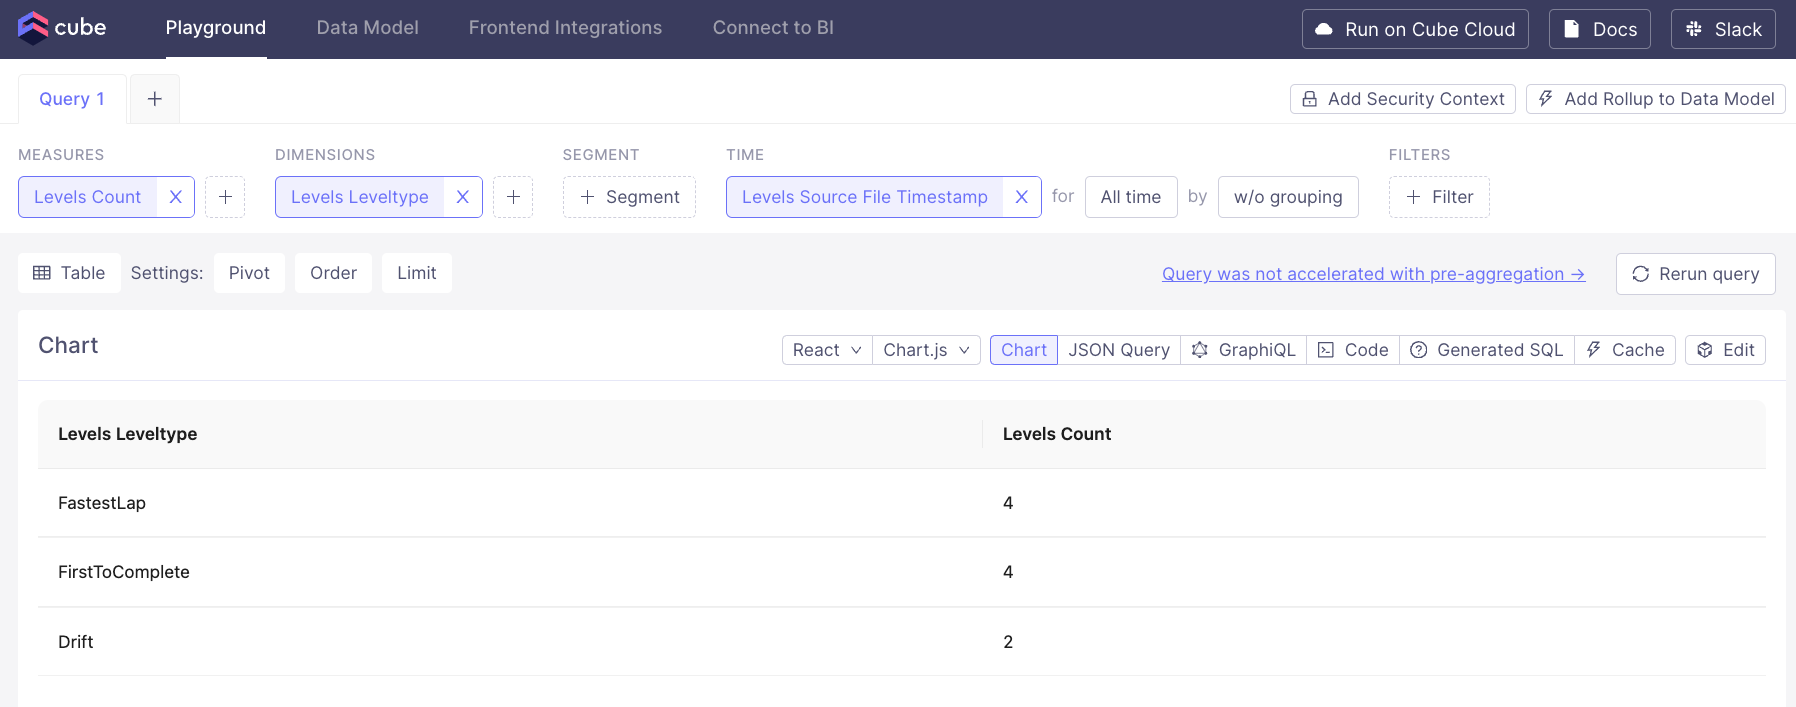 cube Playground Data Model Frontend Integrations Connect to BI Run on Cube Cloud Docs Slack
Query 1 + Add Security Context Add Rollup to Data Model
MEASURES DIMENSIONS SEGMENT TIME FILTERS
Levels Count X + Levels Leveltype X + + Segment Levels Source File Timestamp X for All time by w/o grouping + Filter
Table Settings: Pivot Order Limit Query was not accelerated with pre-aggregation → Rerun query
Chart React Chart.js Chart JSON Query GraphiQL Code Generated SQL Cache Edit
Levels Leveltype Levels Count
FastestLap 4
FirstToComplete 4
Drift 2